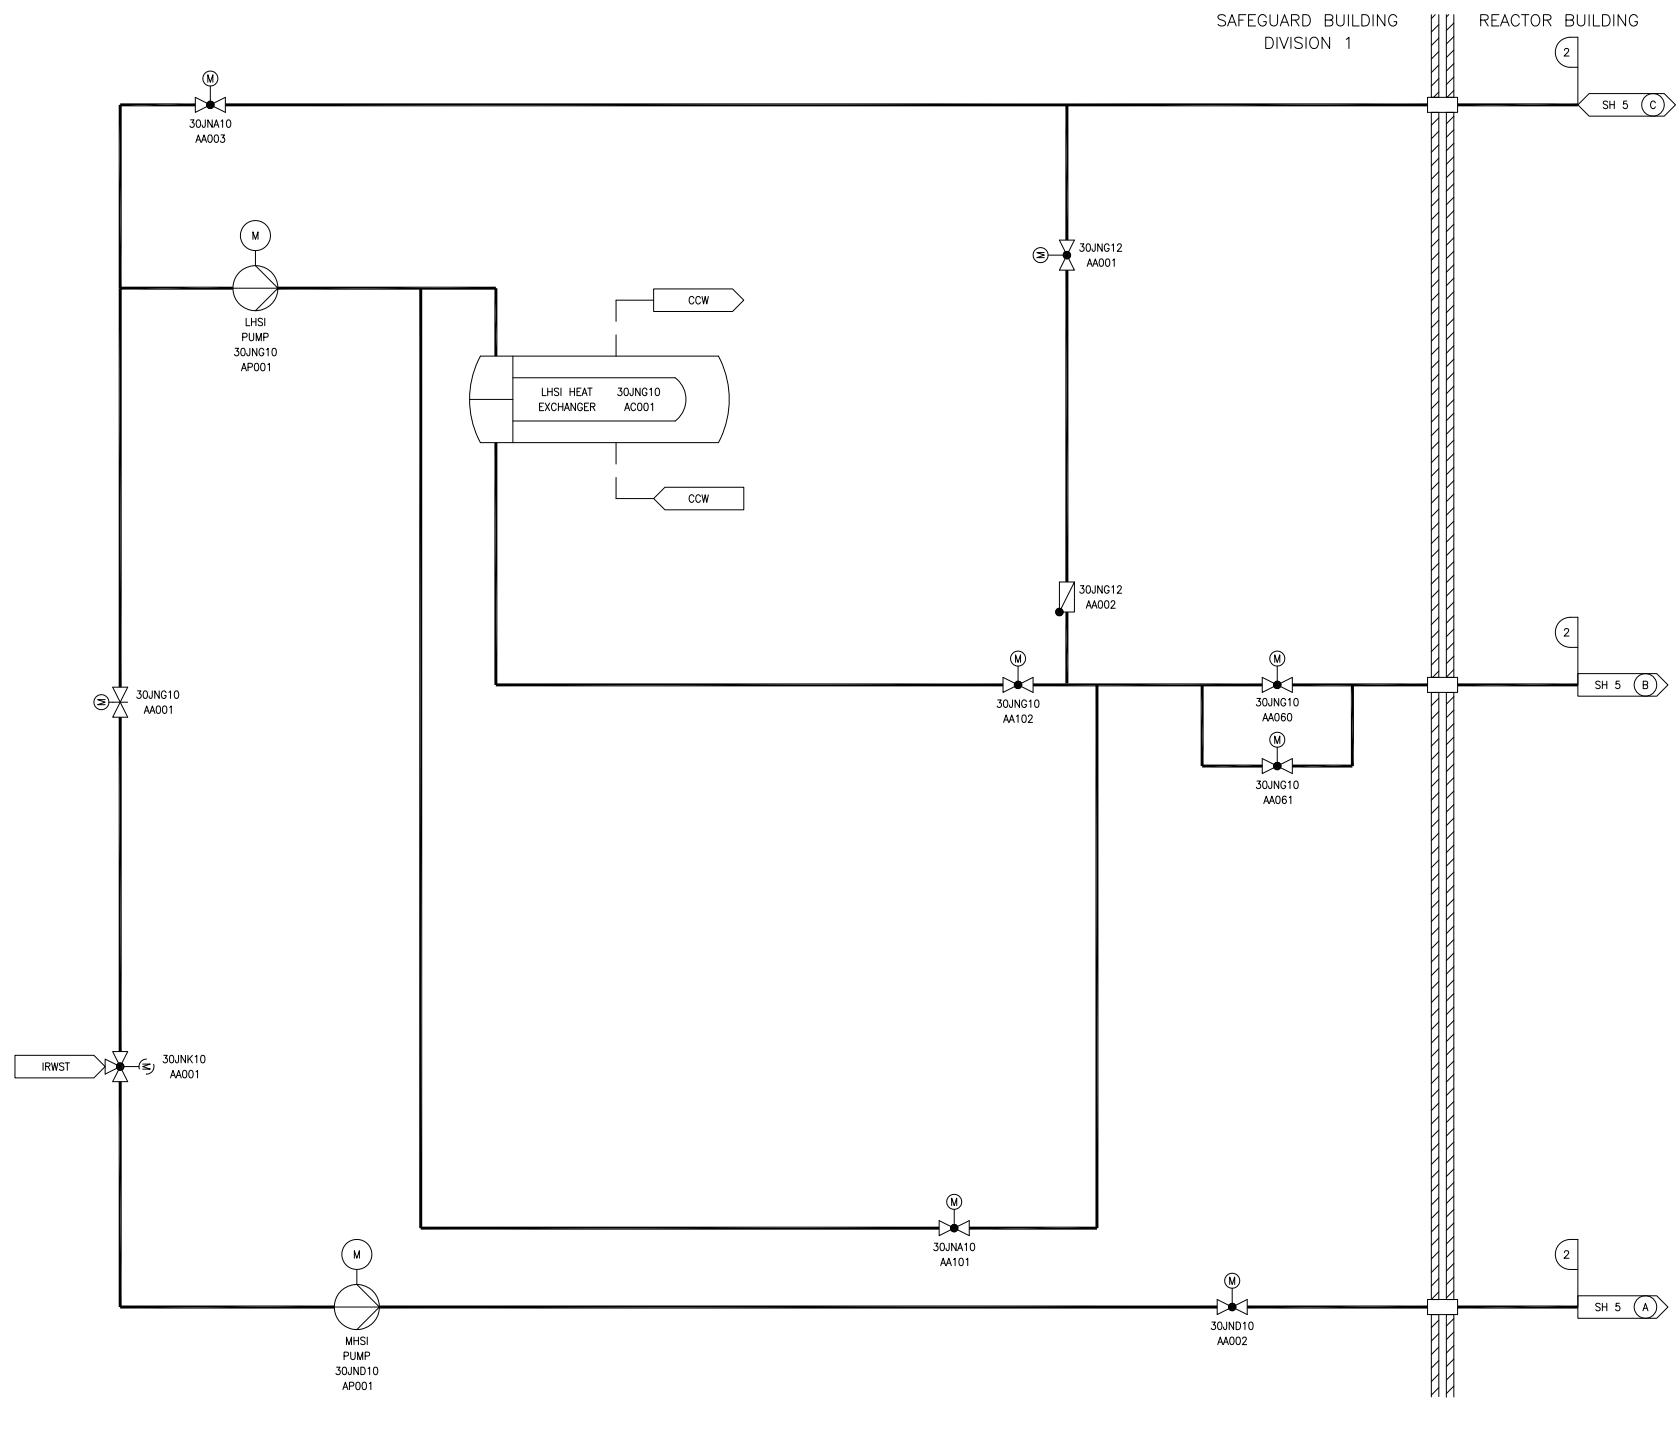 SAFEGUARD BUILDING
DIVISION 1
REACTOR BUILDING
2
SH 5 C
M
30JNA10
AA003
M
LHSI
PUMP
30JNG10
AP001
M
30JNG12
AA001
CCW
LHSI HEAT
EXCHANGER
30JNG10
AC001
CCW
30JNG12
AA002
2
SH 5 B
M
30JNG10
AA001
M
30JNG10
AA102
M
30JNG10
AA060
M
30JNG10
AA061
IRWST
M
30JNK10
AA001
M
30JNA10
AA101
M
MHSI
PUMP
30JND10
AP001
M
30JND10
AA002
2
SH 5 A